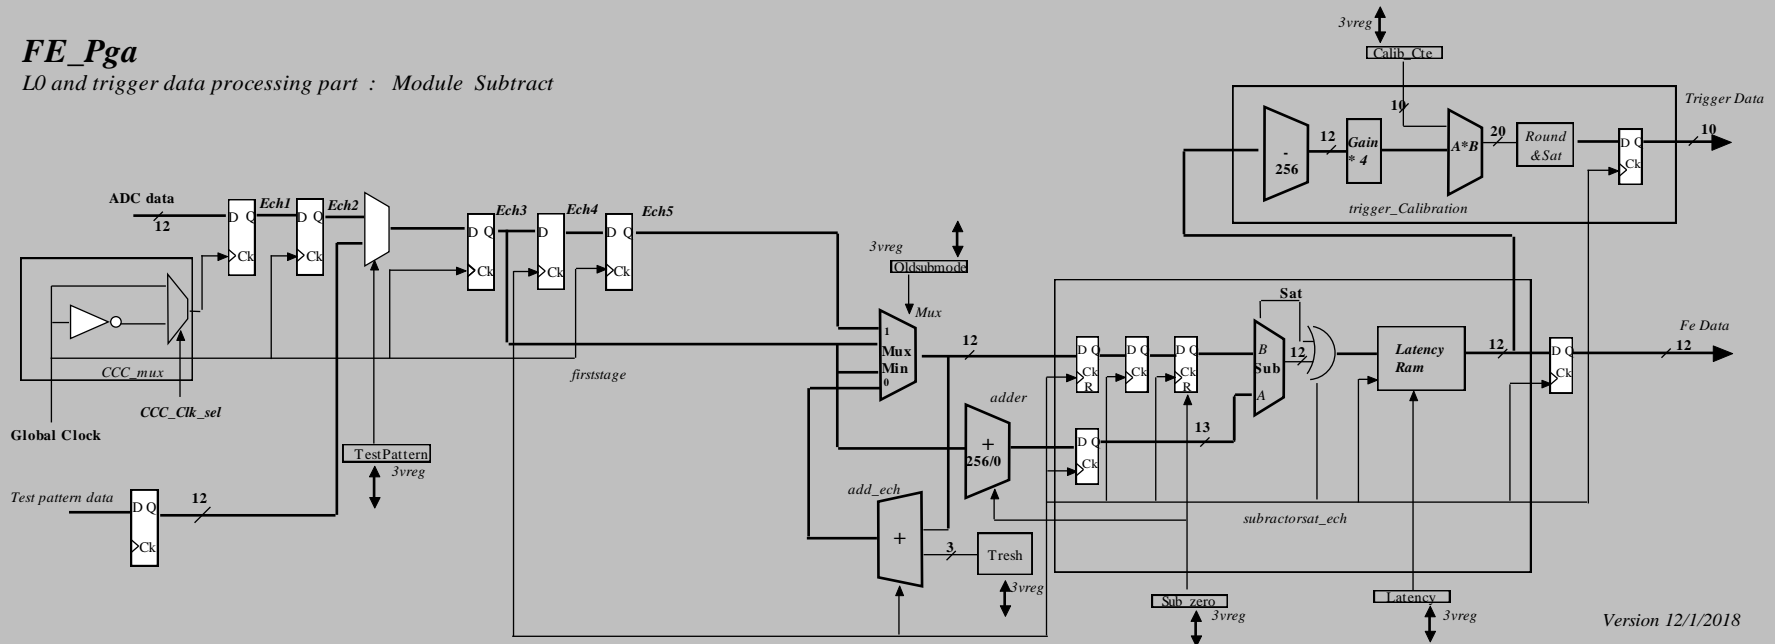 FE_Pga
L0 and trigger data processing part : Module Subtract
3vreg
Calib_Cte
10
Trigger Data
-
256
12
Gain
* 4
A*B
20
Round
&Sat
D Q
Ck
10
trigger_Calibration
ADC data
12
D Q
Ck
Ech1
D Q
Ck
Ech2
D Q
Ck
Ech3
D
Ck
Ech4
D Q
Ck
Ech5
CCC_mux
CCC_Clk_sel
Global Clock
firststage
TestPattern
3vreg
Test pattern data
D Q
Ck
12
3vreg
Oldsubmode
Mux
1
Mux
Min
0
12
adder
+
256/0
add_ech
+
3
Tresh
3vreg
D Q
Ck
R
D Q
Ck
D Q
Ck
R
D Q
Ck
13
Sat
B
Sub
A
12
Latency
Ram
12
D Q
Ck
Fe Data
12
subractorsat_ech
Sub_zero
3vreg
Latency
3vreg
Version 12/1/2018